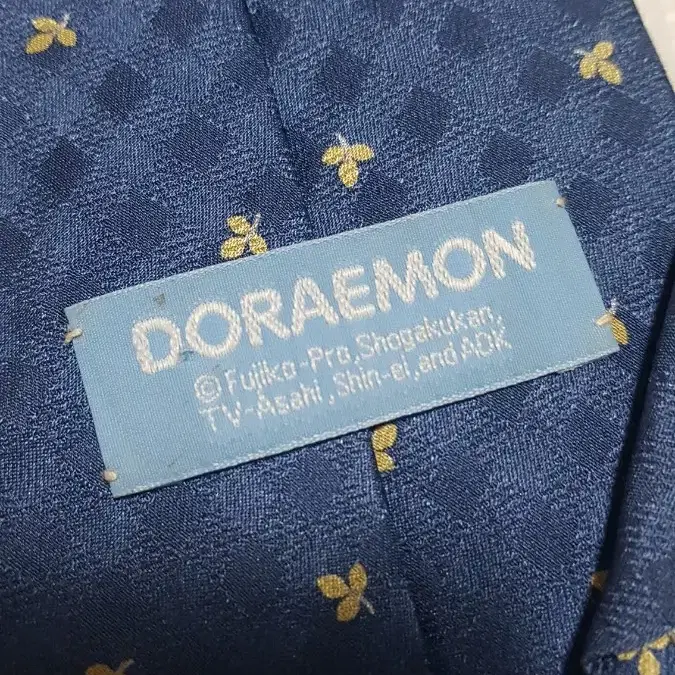 DORAEMON
© Fujiko-Pro, Shogakukan,
TV-Asahi, Shin-ei, and ADK